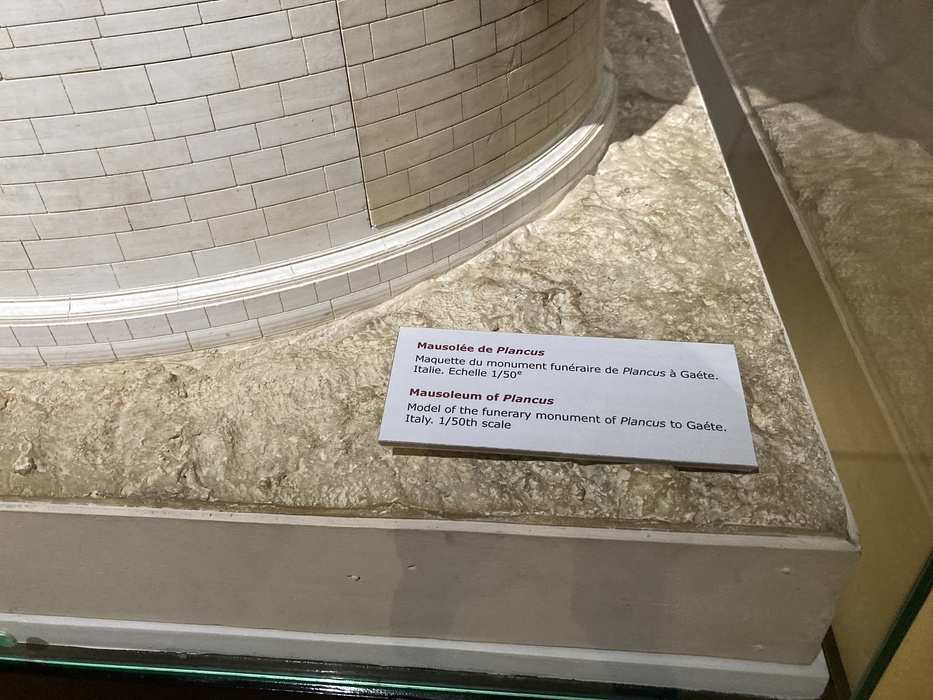 Mausolée de Plancus
Maquette du monument funéraire de Plancus à Gaéte.
Italie. Echelle 1/50e
Mausoleum of Plancus
Model of the funerary monument of Plancus to Gaéte.
Italy. 1/50th scale